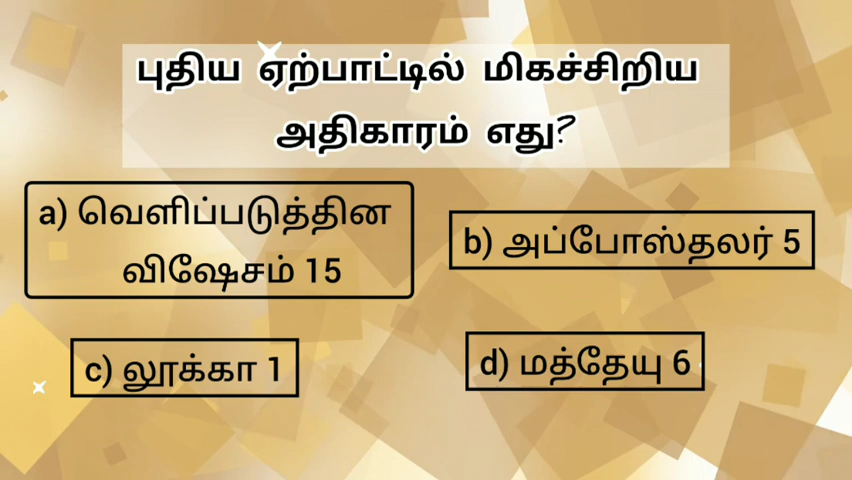 புதிய ஏற்பாட்டில் மிகச்சிறிய
அதிகாரம் எது?
a) வெளிப்படுத்தின
விஷேசம் 15
b) அப்போஸ்தலர் 5
c) லூக்கா 1
d) மத்தேயு 6